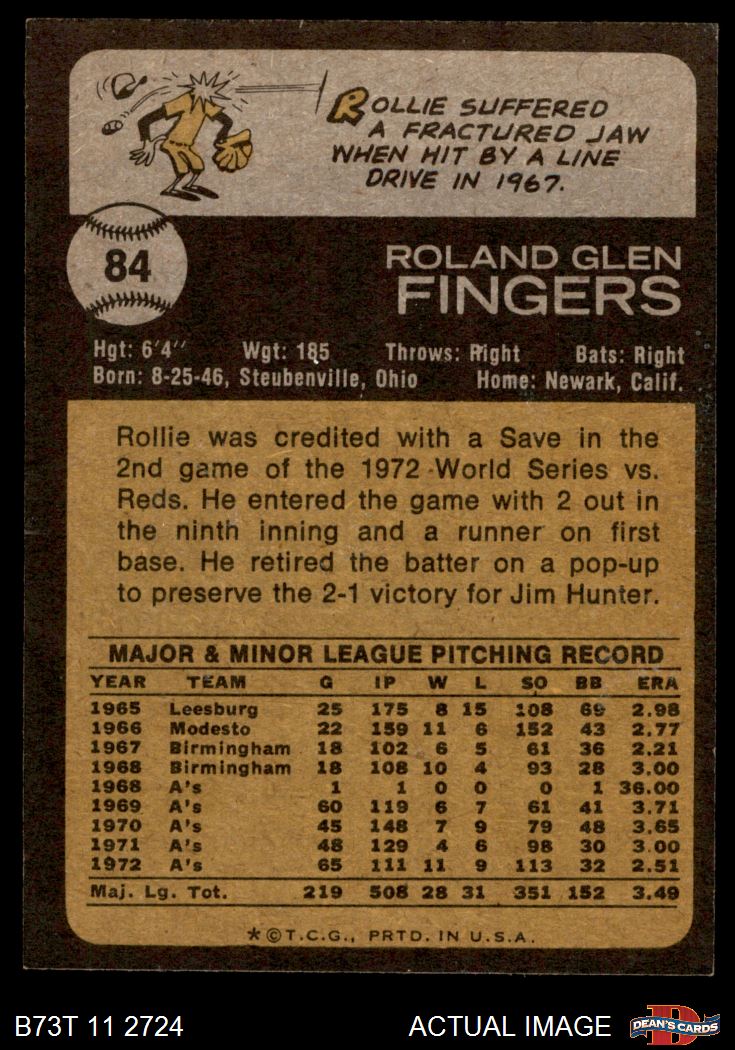 ROLLIE SUFFERED
A FRACTURED JAW
WHEN HIT BY A LINE
DRIVE IN 1967.
84
ROLAND GLEN
FINGERS
Hgt: 6'4" Wgt: 185 Throws: Right Bats: Right
Born: 8-25-46, Steubenville, Ohio Home: Newark, Calif.
Rollie was credited with a Save in the
2nd game of the 1972 World Series vs.
Reds. He entered the game with 2 out in
the ninth inning and a runner on first
base. He retired the batter on a pop-up
to preserve the 2-1 victory for Jim Hunter.
MAJOR & MINOR LEAGUE PITCHING RECORD
YEAR TEAM G IP W L SO BB ERA
1965 Leesburg 25 175 8 15 108 69 2.98
1966 Modesto 22 159 11 6 152 43 2.77
1967 Birmingham 18 102 6 5 61 36 2.21
1968 Birmingham 18 108 10 4 93 28 3.00
1968 A's 1 1 0 0 0 1 36.00
1969 A's 60 119 6 7 61 41 3.71
1970 A's 45 148 7 9 79 48 3.65
1971 A's 48 129 4 6 98 30 3.00
1972 A's 65 111 11 9 113 32 2.51
Maj. Lg. Tot. 219 508 28 31 351 152 3.49
*©T.C.G., PRTD. IN U.S.A.
B73T 11 2724 ACTUAL IMAGE D DEAN'S CARDS